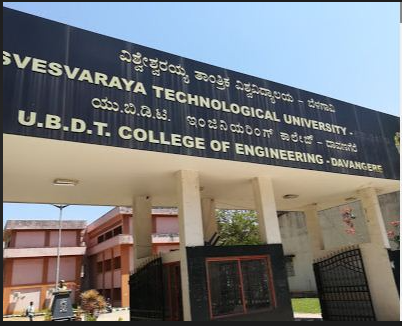 ವಿಶ್ವೇಶ್ವರಯ್ಯ ತಾಂತ್ರಿಕ ವಿಶ್ವವಿದ್ಯಾಲಯ - ಬೆಳಗಾವಿ
SVESVARAYA TECHNOLOGICAL UNIVERSITY -
ಯು.ಬಿ.ಡಿ.ಟಿ. ಇಂಜಿನಿಯರಿಂಗ್ ಕಾಲೇಜ್ - ದಾವಣಗೆರೆ
U.B.D.T. COLLEGE OF ENGINEERING - DAVANGERE